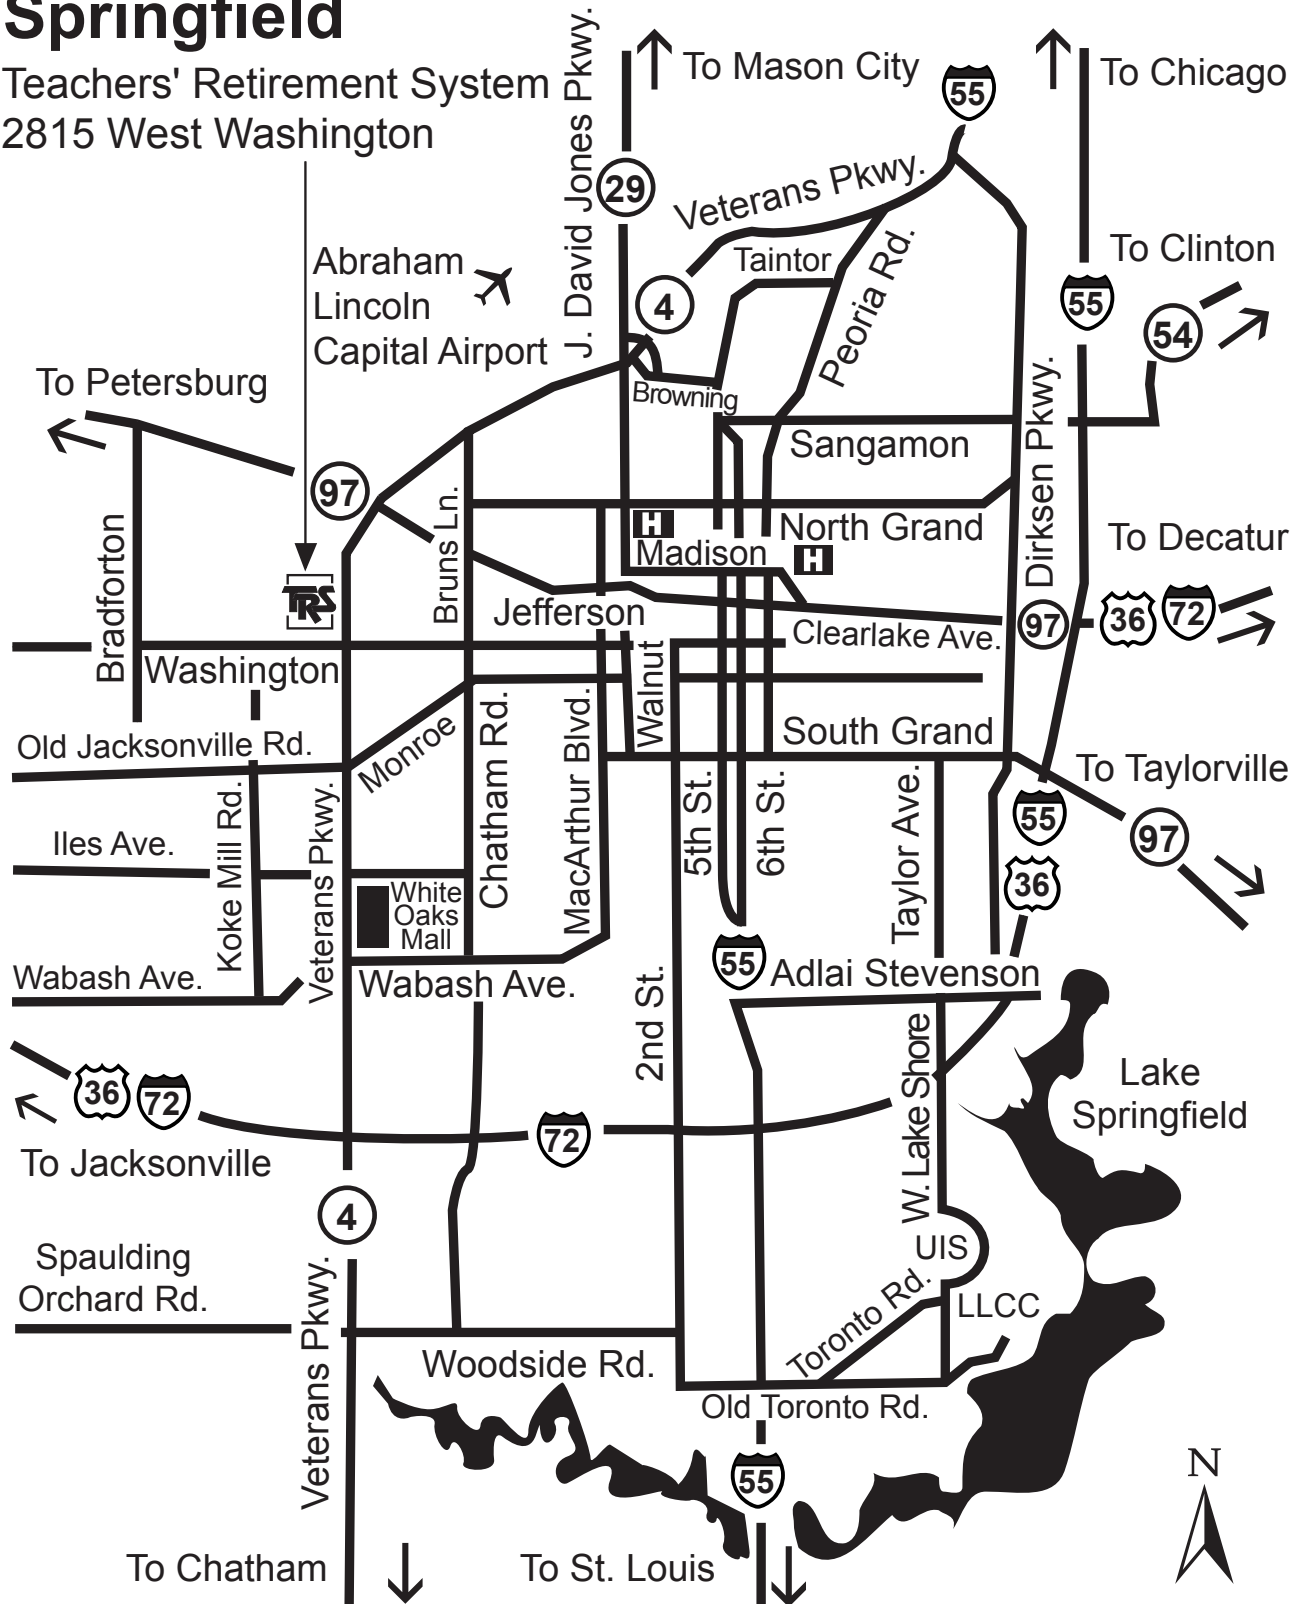 Springfield
Teachers' Retirement System
2815 West Washington
J. David Jones Pkwy.
To Mason City
55
To Chicago
29
Veterans Pkwy.
Abraham
Lincoln
Capital Airport
Taintor
Peoria Rd.
To Clinton
4
55
54
To Petersburg
Browning
Dirksen Pkwy.
Sangamon
97
Bruns Ln.
H
North Grand
To Decatur
Bradforton
Madison
H
TRS
Jefferson
Clearlake Ave.
97
36
72
Washington
Walnut
Old Jacksonville Rd.
Monroe
Chatham Rd.
MacArthur Blvd.
South Grand
To Taylorville
Koke Mill Rd.
Veterans Pkwy.
5th St.
6th St.
Taylor Ave.
55
97
Iles Ave.
White
Oaks
Mall
36
Wabash Ave.
Wabash Ave.
2nd St.
55
Adlai Stevenson
W. Lake Shore
Lake
Springfield
36
72
72
To Jacksonville
4
UIS
Spaulding
Orchard Rd.
Veterans Pkwy.
Toronto Rd.
LLCC
Woodside Rd.
Old Toronto Rd.
55
N
To Chatham
To St. Louis